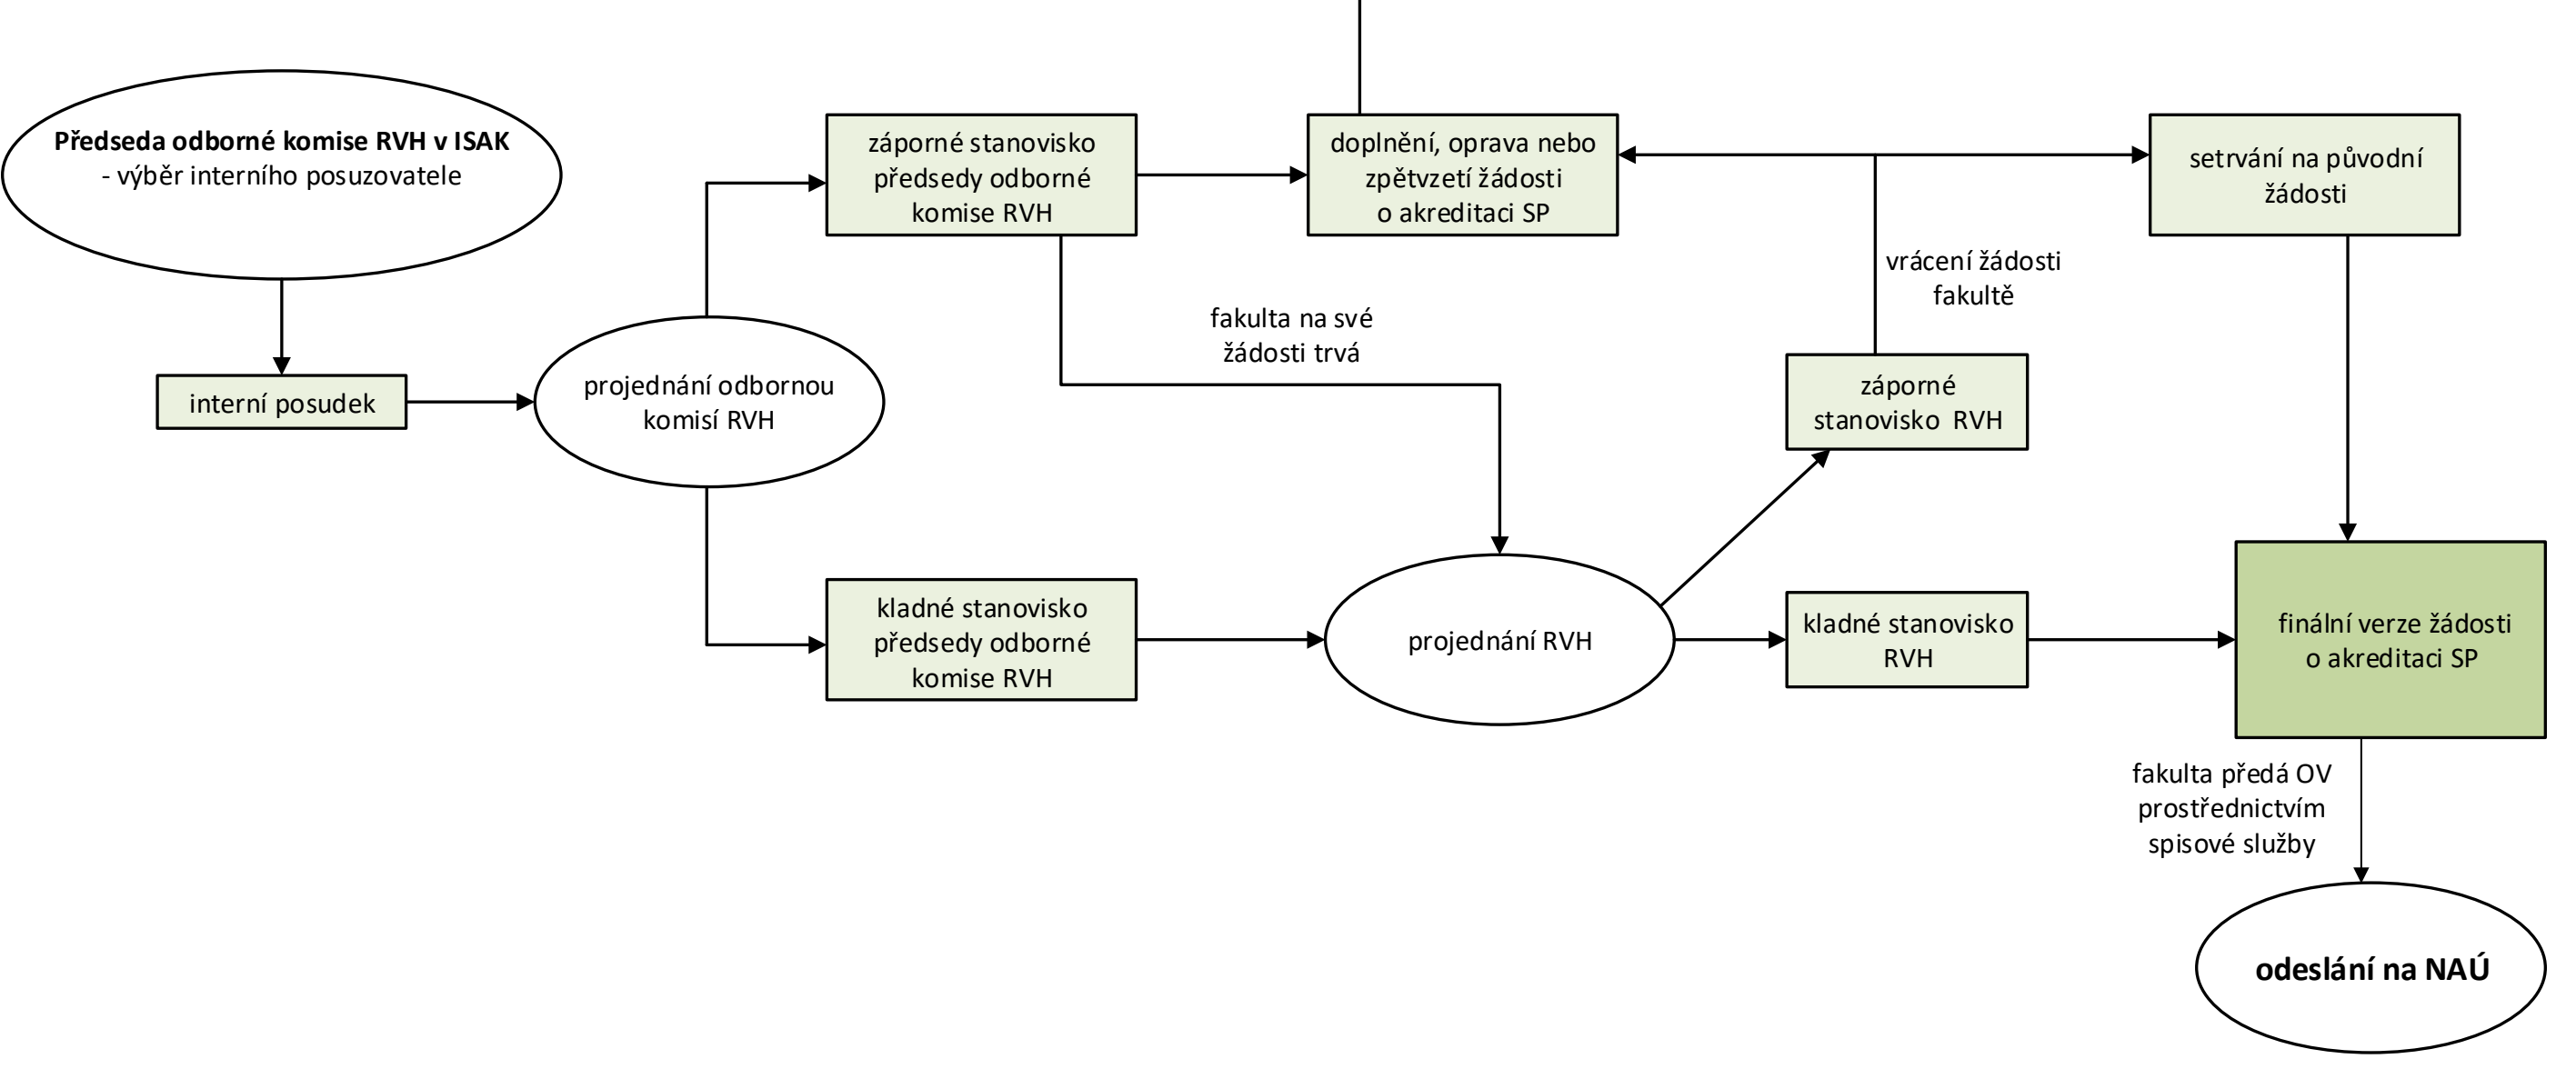 Předseda odborné komise RVH v ISAK
- výběr interního posuzovatele
interní posudek
projednání odbornou
komisí RVH
záporné stanovisko
předsedy odborné
komise RVH
doplnění, oprava nebo
zpětvzetí žádosti
o akreditaci SP
setrvání na původní
žádosti
vrácení žádosti
fakultě
fakulta na své
žádosti trvá
záporné
stanovisko  RVH
kladné stanovisko
předsedy odborné
komise RVH
projednání RVH
kladné stanovisko
RVH
finální verze žádosti
o akreditaci SP
fakulta předá OV
prostřednictvím
spisové služby
odeslání na NAÚ